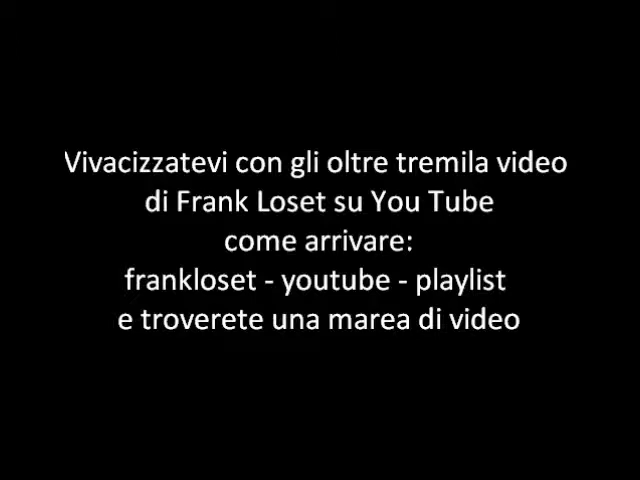 Vivacizzatevi con gli oltre tremila video
di Frank Loset su You Tube
come arrivare:
frankloset - youtube - playlist
e troverete una marea di video